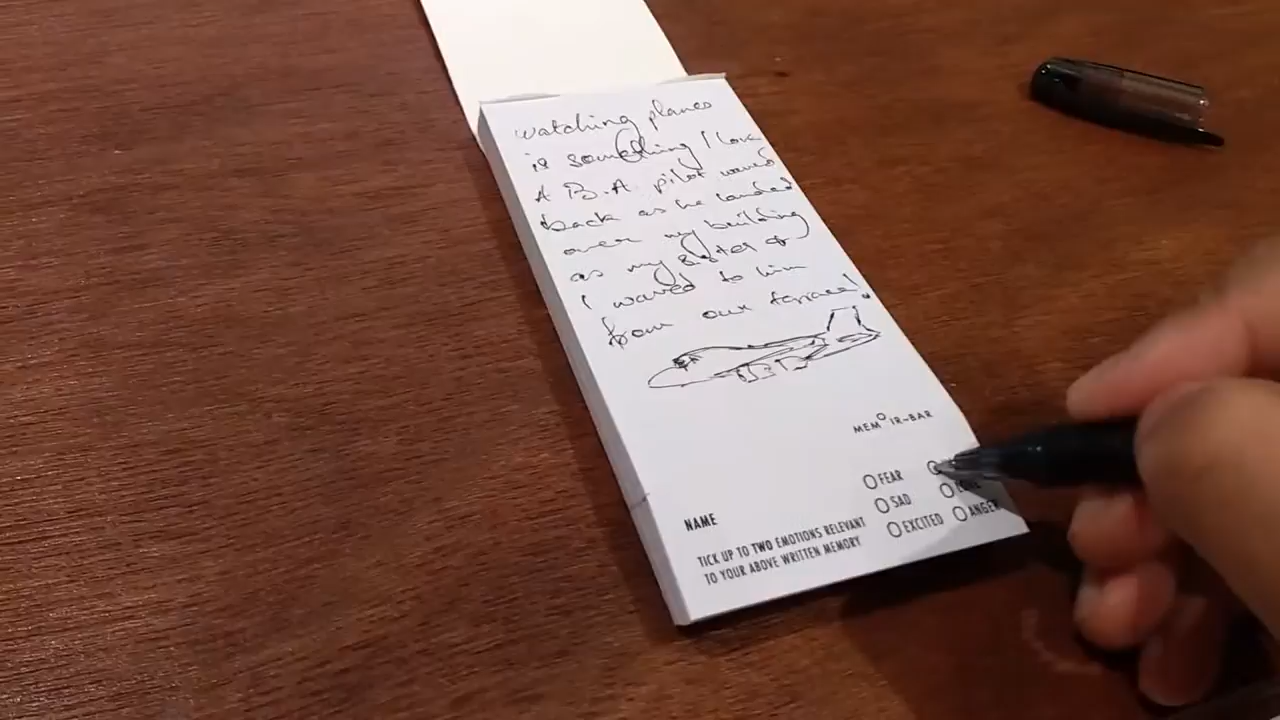 watching planes
is something I love
A B.A. pilot waved
back as he landed
over my building
as my sister &
I waved to him
from our terrace!
MEMOIR-BAR
FEAR
SAD
LOVE
EXCITED
ANGER
NAME
TICK UP TO TWO EMOTIONS RELEVANT
TO YOUR ABOVE WRITTEN MEMORY